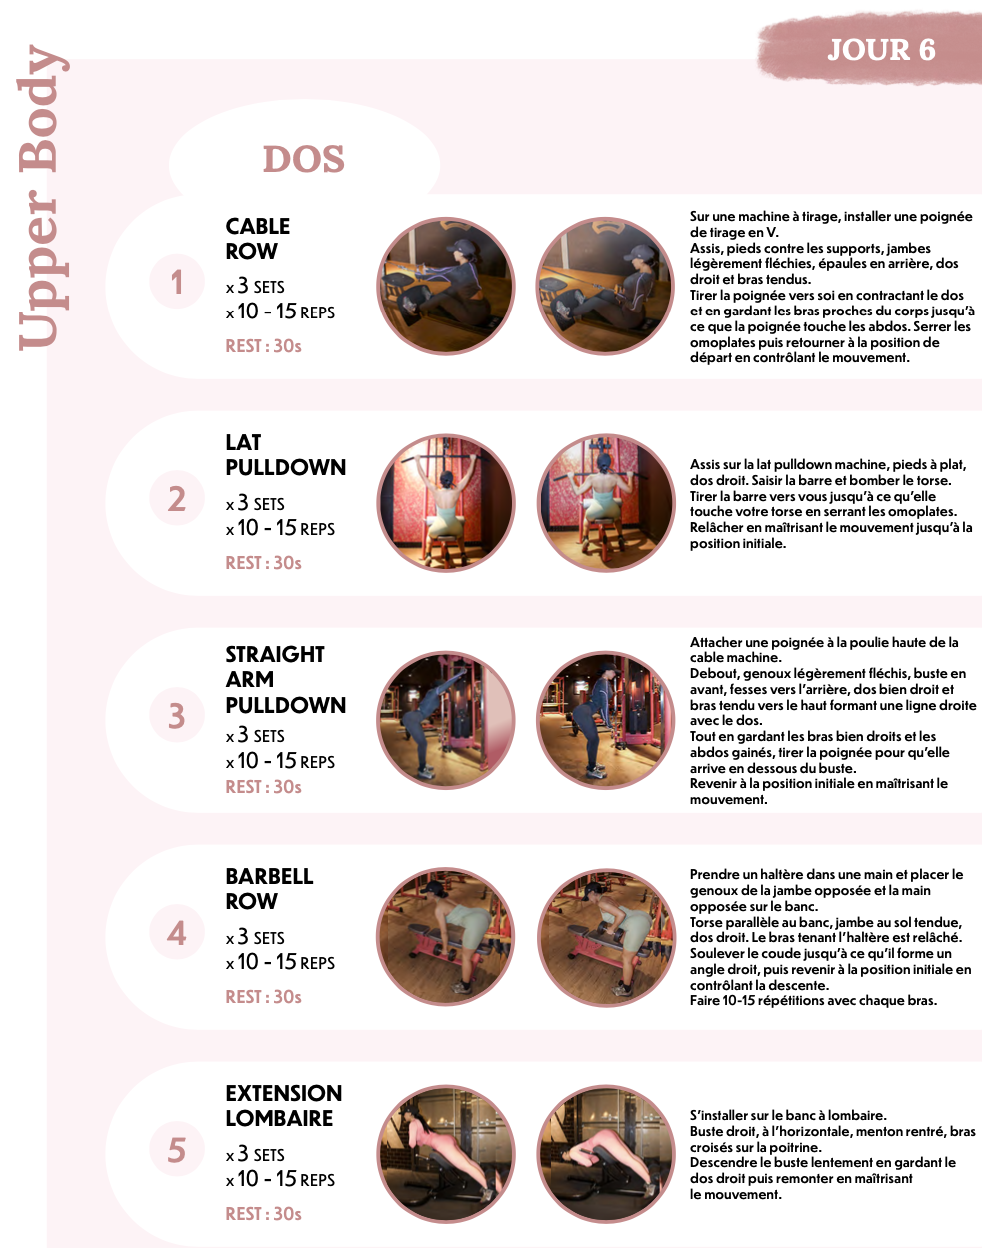 JOUR 6
Upper Body
DOS
1
CABLE
ROW
x 3 SETS
x 10 - 15 REPS
REST : 30s
Sur une machine à tirage, installer une poignée
de tirage en V.
Assis, pieds contre les supports, jambes
légèrement fléchies, épaules en arrière, dos
droit et bras tendus.
Tirer la poignée vers soi en contractant le dos
et en gardant les bras proches du corps jusqu'à
ce que la poignée touche les abdos. Serrer les
omoplates puis retourner à la position de
départ en contrôlant le mouvement.
2
LAT
PULLDOWN
x 3 SETS
x 10 - 15 REPS
REST : 30s
Assis sur la lat pulldown machine, pieds à plat,
dos droit. Saisir la barre et bomber le torse.
Tirer la barre vers vous jusqu'à ce qu'elle
touche votre torse en serrant les omoplates.
Relâcher en maîtrisant le mouvement jusqu'à la
position initiale.
3
STRAIGHT
ARM
PULLDOWN
x 3 SETS
x 10 - 15 REPS
REST : 30s
Attacher une poignée à la poulie haute de la
cable machine.
Debout, genoux légèrement fléchis, buste en
avant, fesses vers l'arrière, dos bien droit et
bras tendu vers le haut formant une ligne droite
avec le dos.
Tout en gardant les bras bien droits et les
abdos gainés, tirer la poignée pour qu'elle
arrive en dessous du buste.
Revenir à la position initiale en maîtrisant le
mouvement.
4
BARBELL
ROW
x 3 SETS
x 10 - 15 REPS
REST : 30s
Prendre un haltère dans une main et placer le
genoux de la jambe opposée et la main
opposée sur le banc.
Torse parallèle au banc, jambe au sol tendue,
dos droit. Le bras tenant l'haltère est relâché.
Soulever le coude jusqu'à ce qu'il forme un
angle droit, puis revenir à la position initiale en
contrôlant la descente.
Faire 10-15 répétitions avec chaque bras.
5
EXTENSION
LOMBAIRE
x 3 SETS
x 10 - 15 REPS
REST : 30s
S'installer sur le banc à lombaire.
Buste droit, à l'horizontale, menton rentré, bras
croisés sur la poitrine.
Descendre le buste lentement en gardant le
dos droit puis remonter en maîtrisant
le mouvement.